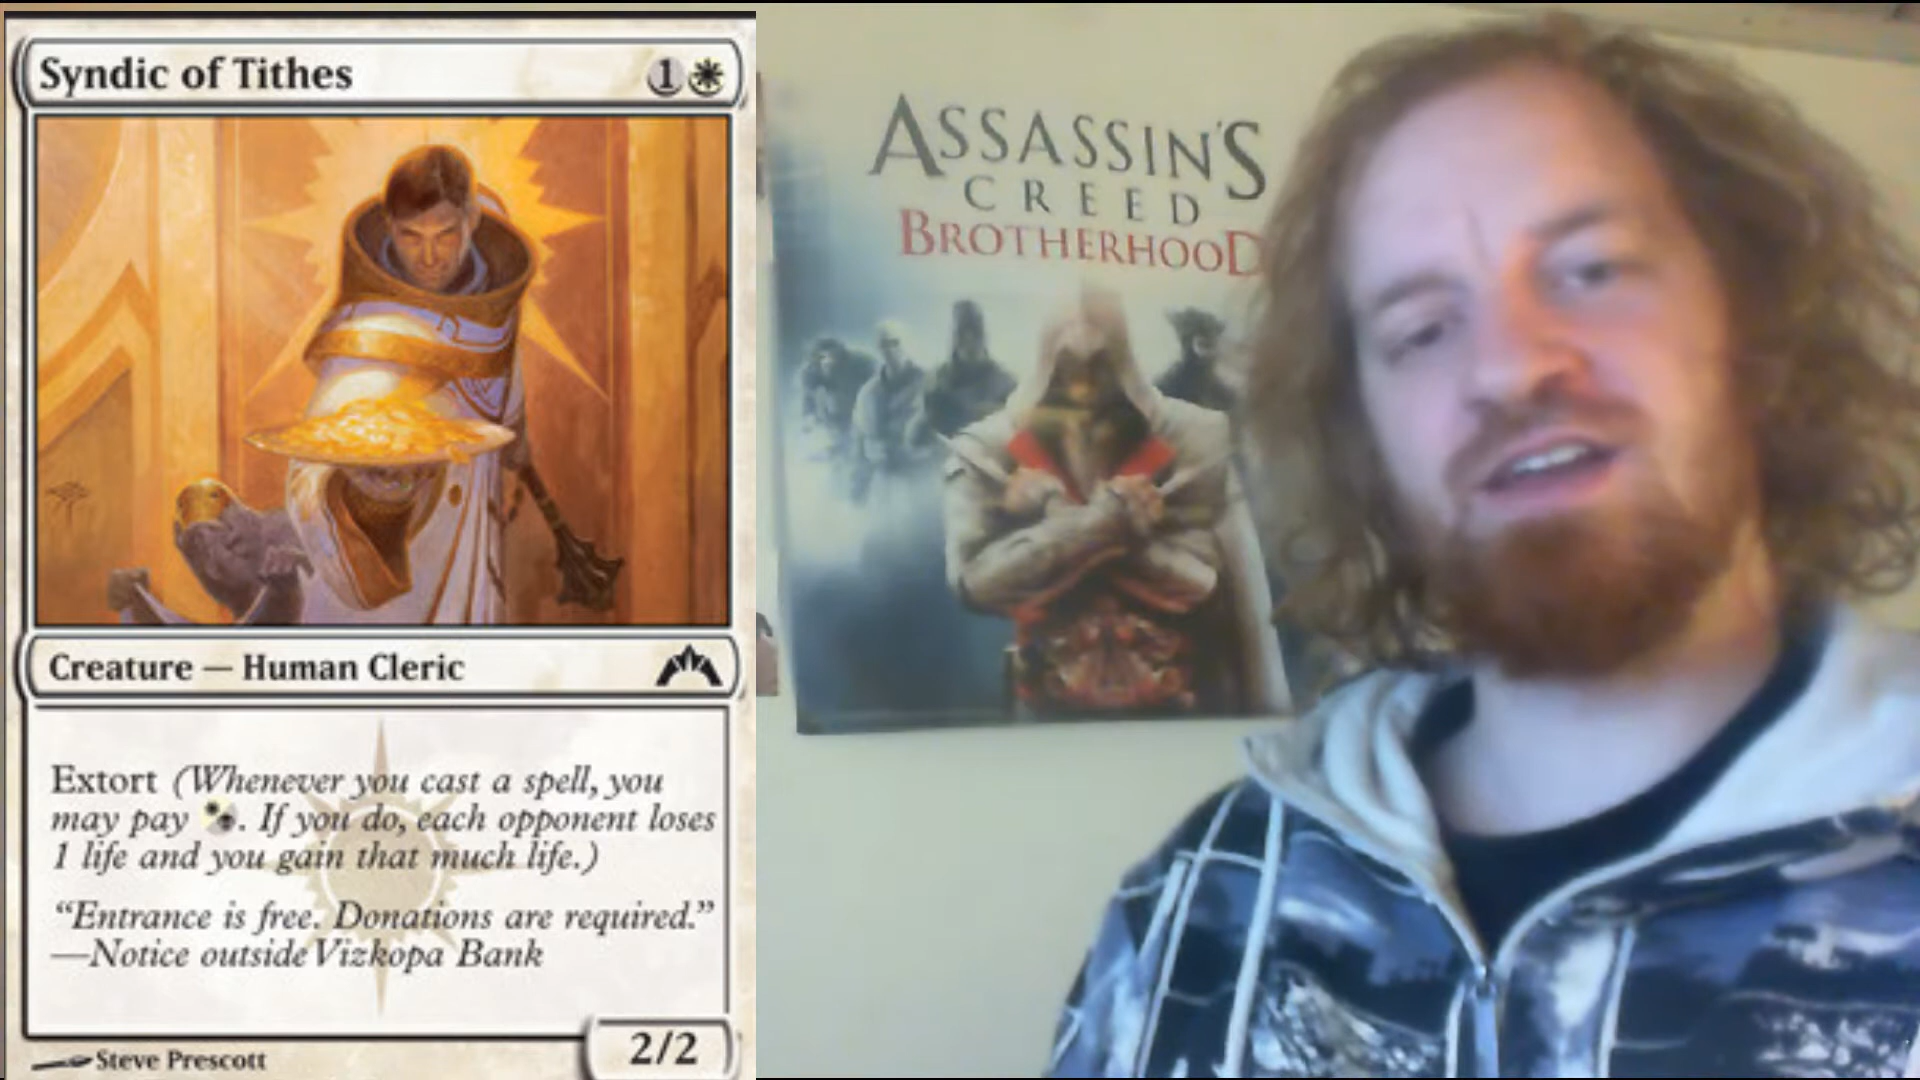 Syndic of Tithes
1
Creature — Human Cleric
Extort (Whenever you cast a spell, you
may pay . If you do, each opponent loses
1 life and you gain that much life.)
“Entrance is free. Donations are required.”
—Notice outside Vizkopa Bank
2/2
Steve Prescott
ASSASSIN'S
CREED
BROTHERHOOD